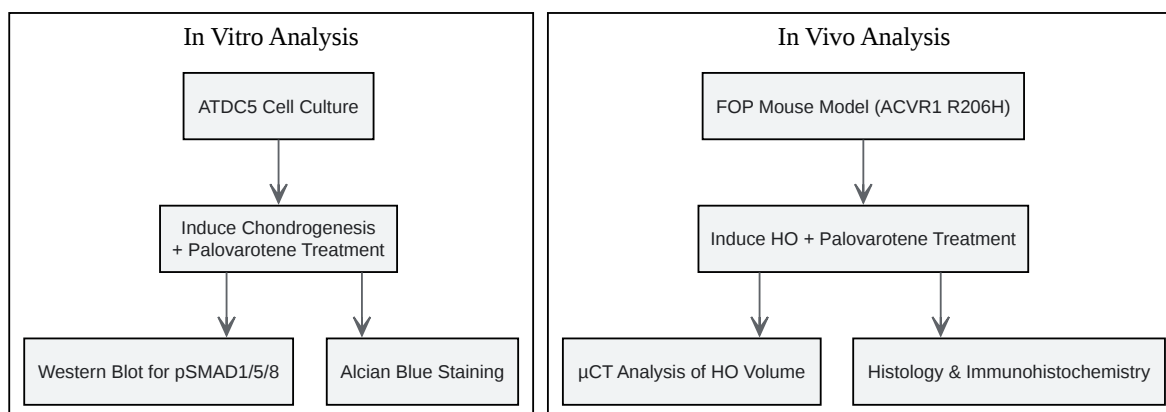 In Vitro Analysis
ATDC5 Cell Culture
Induce Chondrogenesis
+ Palovarotene Treatment
Western Blot for pSMAD1/5/8
Alcian Blue Staining
In Vivo Analysis
FOP Mouse Model (ACVR1 R206H)
Induce HO + Palovarotene Treatment
µCT Analysis of HO Volume
Histology & Immunohistochemistry